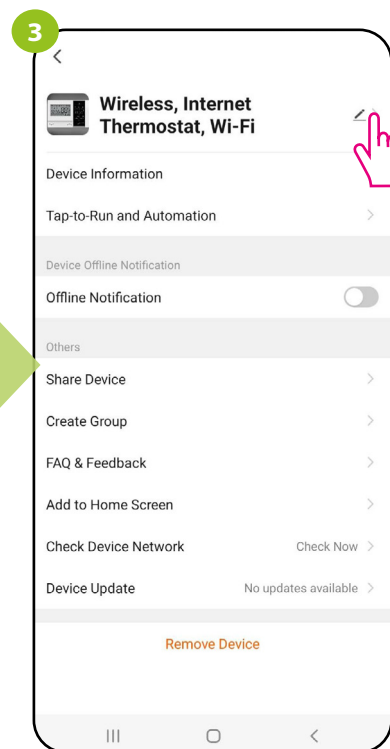 3
Wireless, Internet
Thermostat, Wi-Fi
Device Information
Tap-to-Run and Automation
Device Offline Notification
Offline Notification
Others
Share Device
Create Group
FAQ & Feedback
Add to Home Screen
Check Device Network Check Now
Device Update No updates available
Remove Device